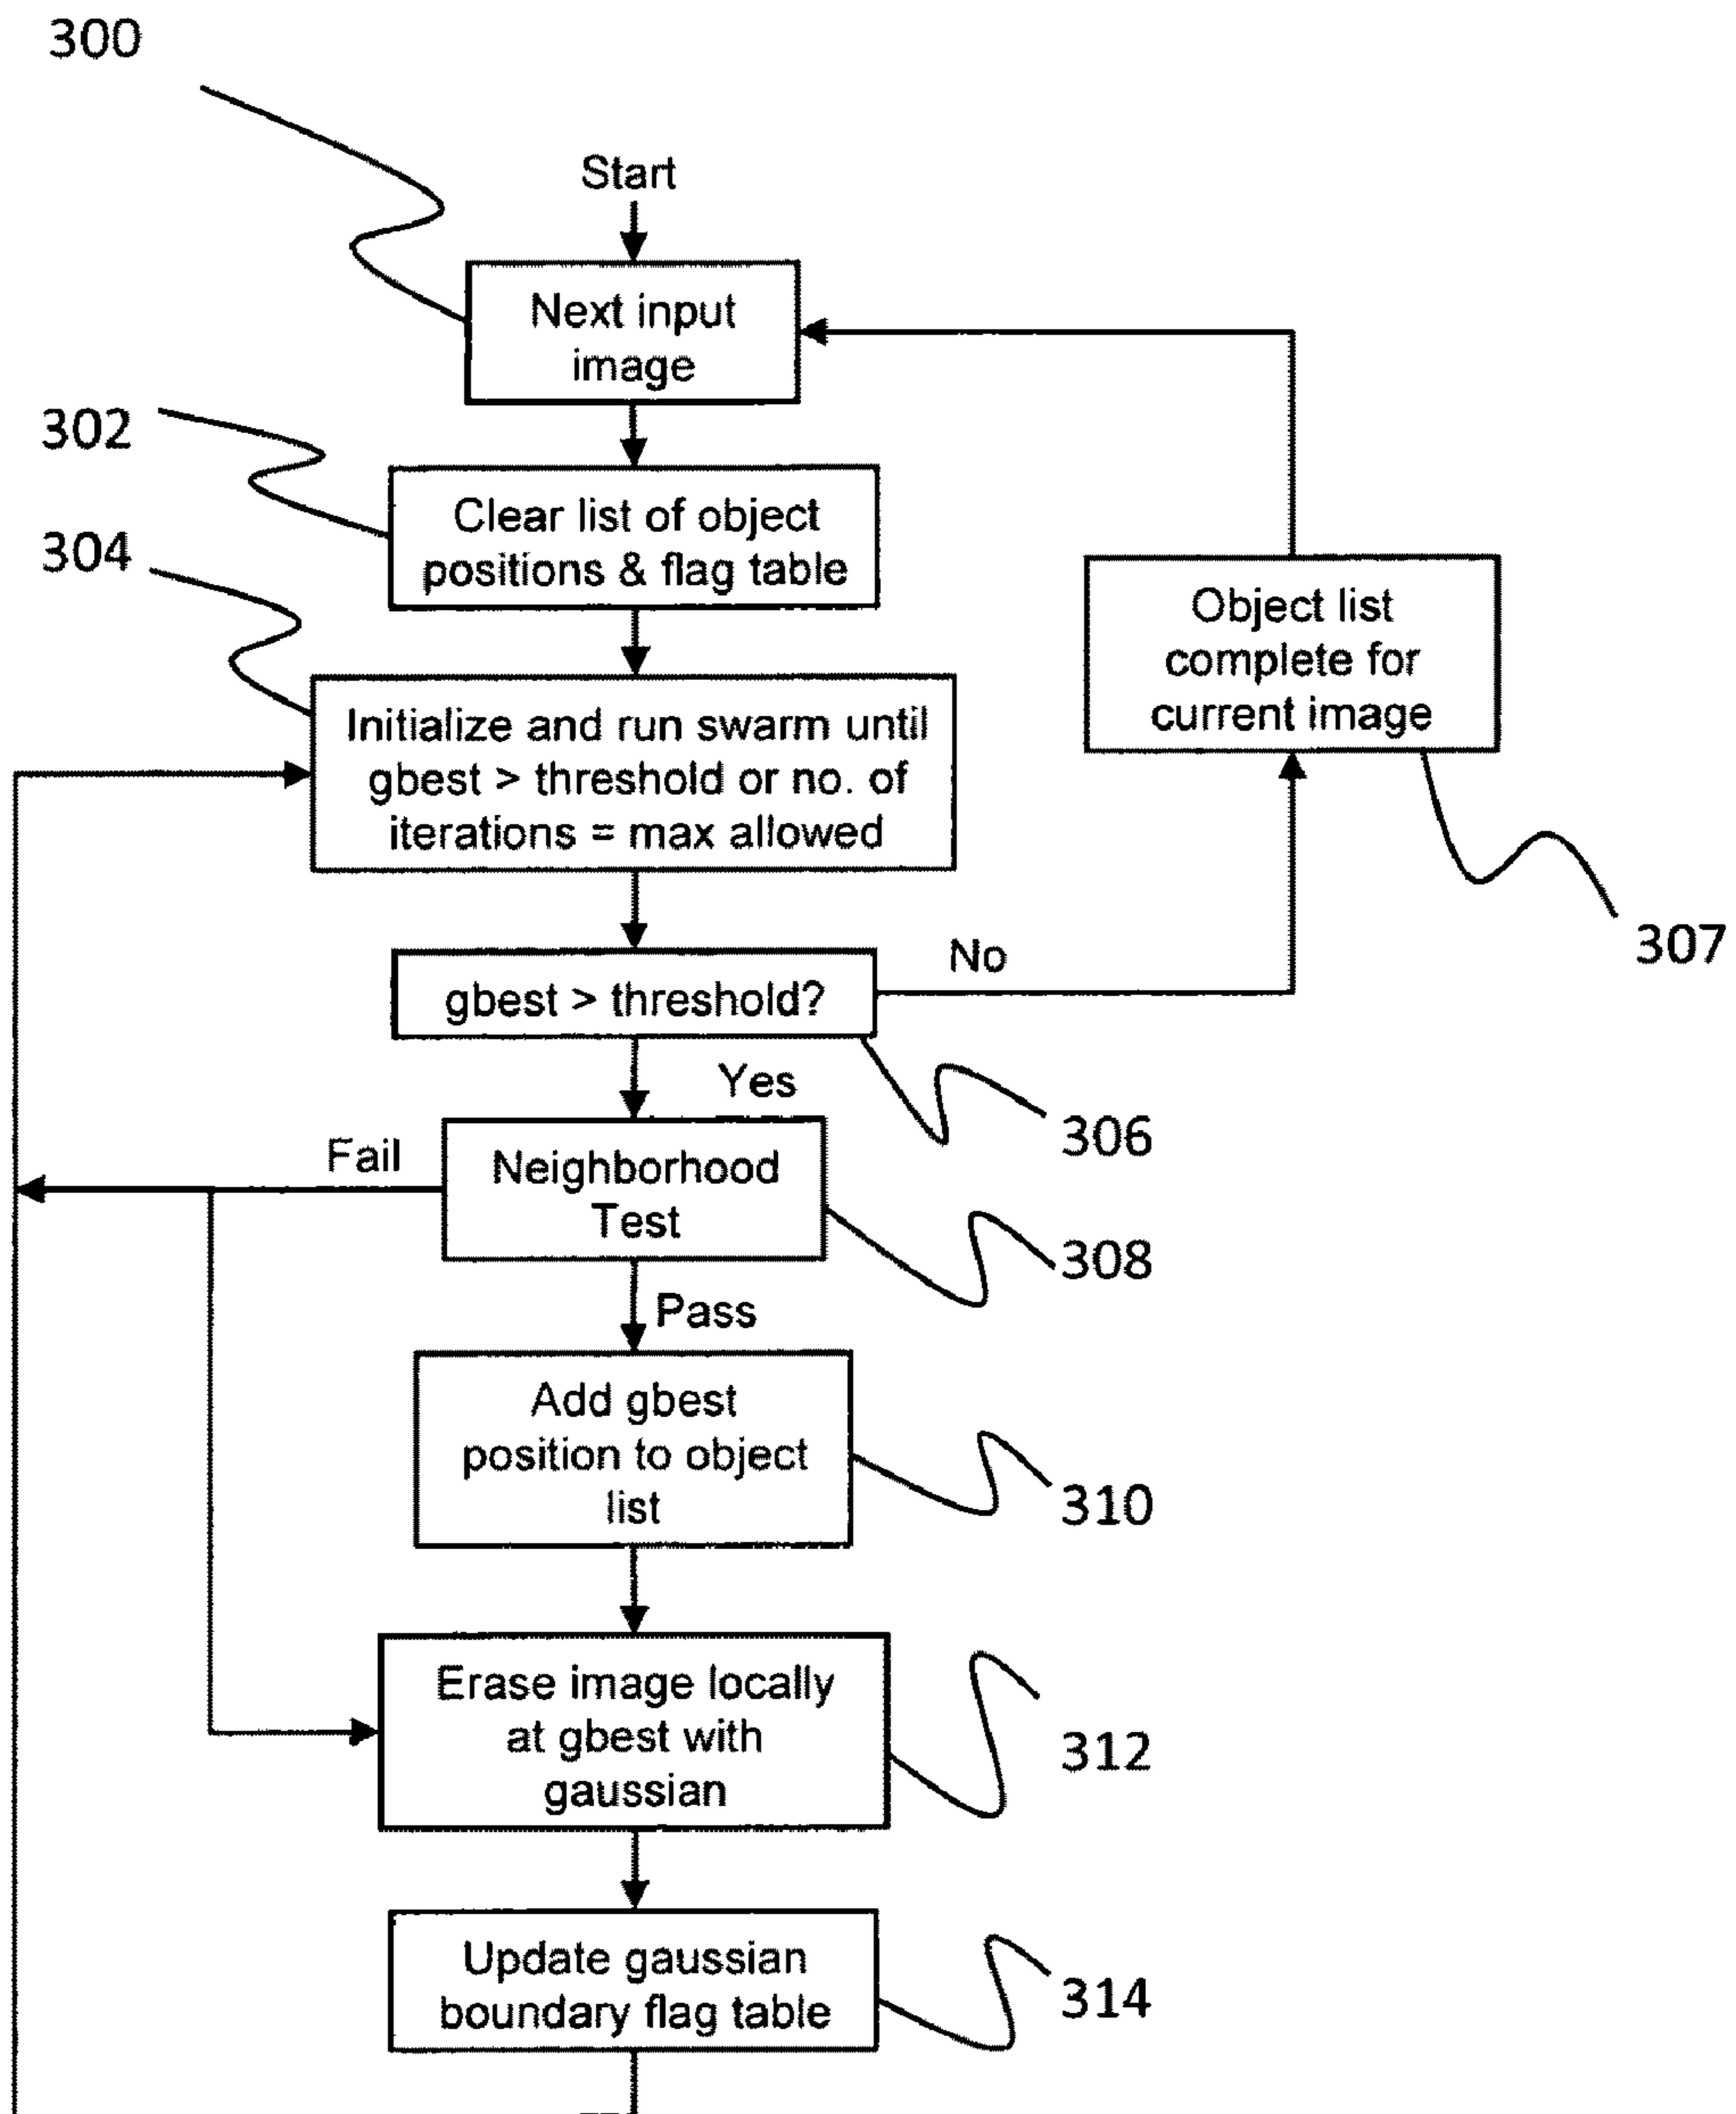 300
Start
Next input
image
302
Clear list of object
positions & flag table
304
Initialize and run swarm until
gbest > threshold or no. of
iterations = max allowed
Object list
complete for
current image
307
gbest > threshold?
No
306
Yes
Fail
Neighborhood
Test
308
Pass
Add gbest
position to object
list
310
Erase image locally
at gbest with
gaussian
312
Update gaussian
boundary flag table
314